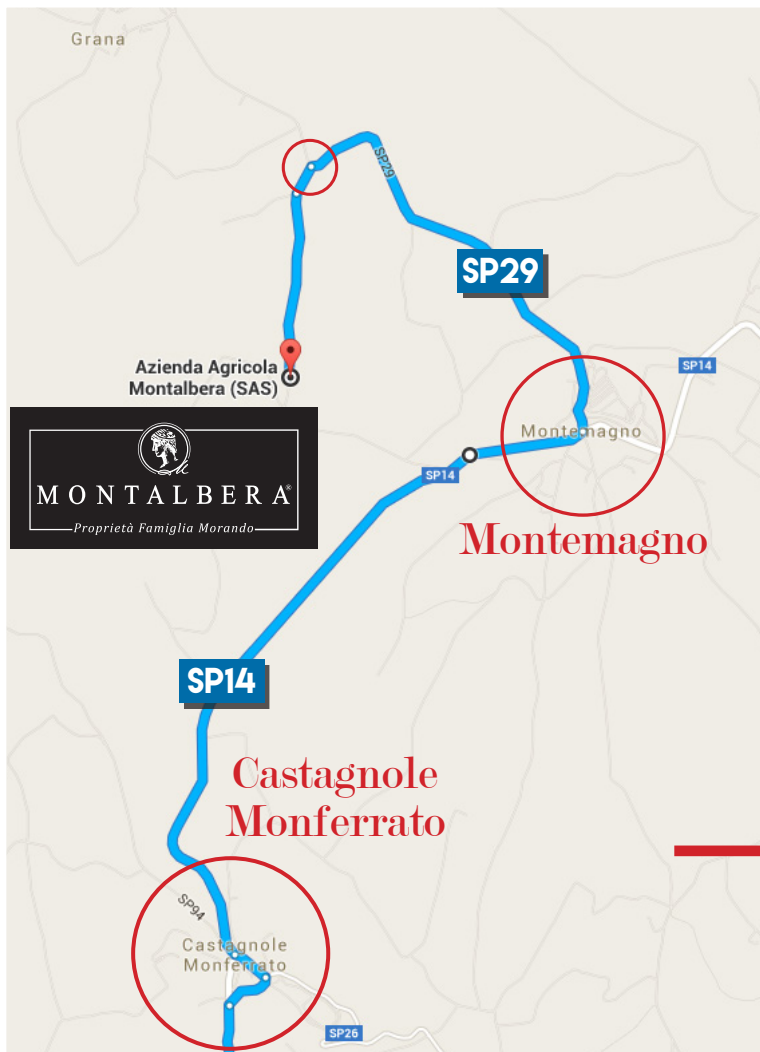 Grana
SP29
SP29
Azienda Agricola
Montalbera (SAS)
SP14
Montemagno
MONTALBERA®
Proprietà Famiglia Morando
SP14
Montemagno
SP14
Castagnole
Monferrato
SP94
Castagnole
Monferrato
SP26